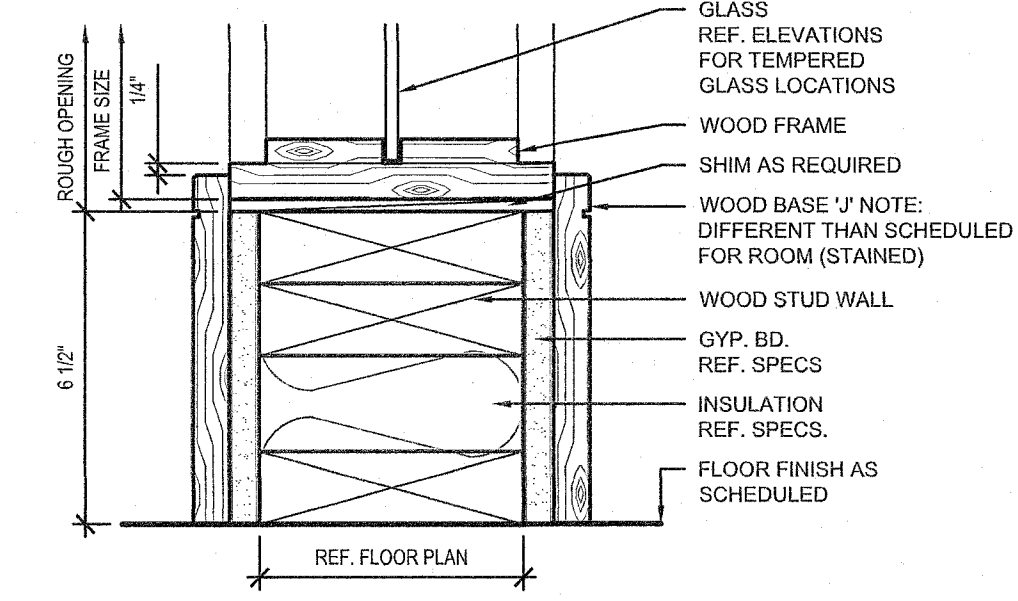 GLASS
REF. ELEVATIONS
FOR TEMPERED
GLASS LOCATIONS
WOOD FRAME
SHIM AS REQUIRED
WOOD BASE 'J' NOTE:
DIFFERENT THAN SCHEDULED
FOR ROOM (STAINED)
WOOD STUD WALL
GYP. BD.
REF. SPECS
INSULATION
REF. SPECS.
FLOOR FINISH AS
SCHEDULED
ROUGH OPENING
FRAME SIZE
1/4"
6 1/2"
REF. FLOOR PLAN